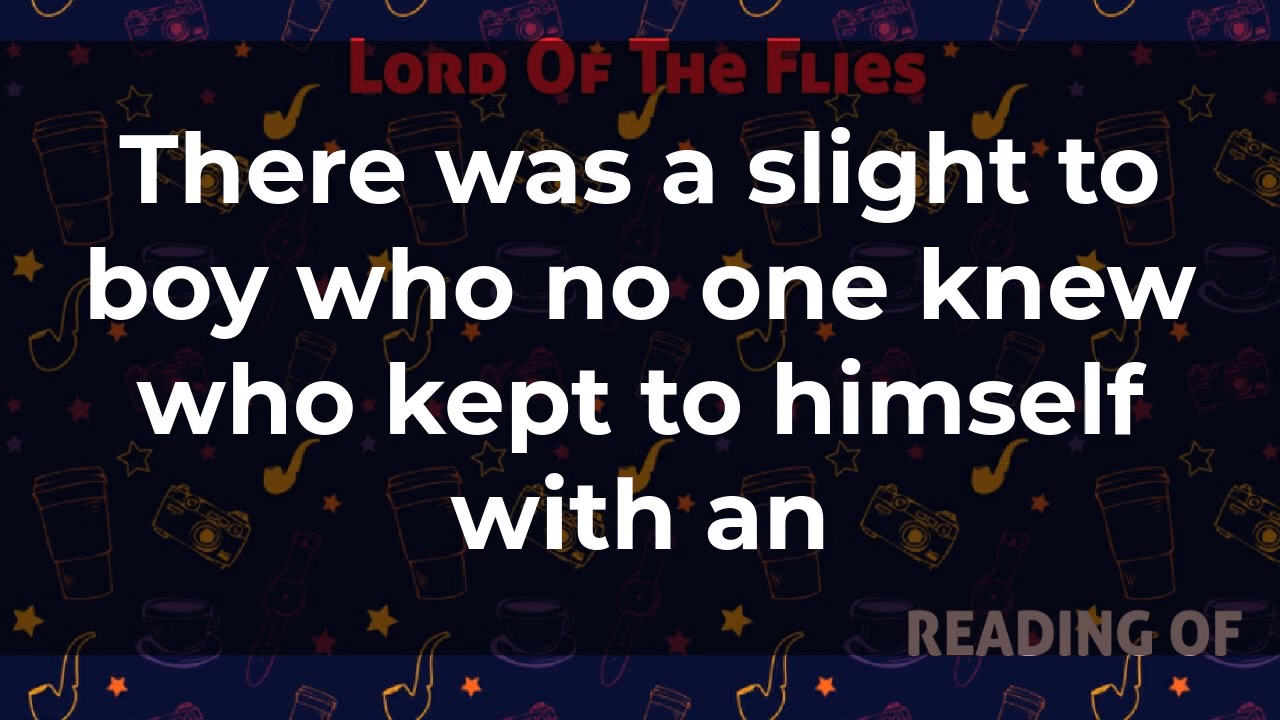 Lord Of The Flies
There was a slight to
boy who no one knew
who kept to himself
with an
READING OF